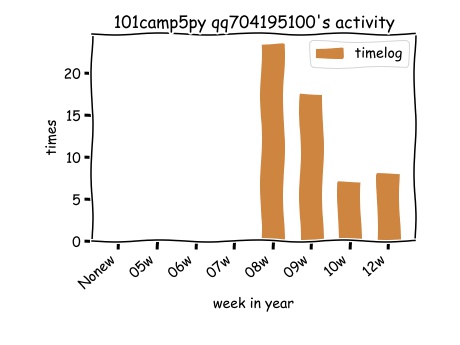 101camp5py qq704195100's activity
timelog
times
20
15
10
5
0
Nonew 05w 06w 07w 08w 09w 10w 12w
week in year